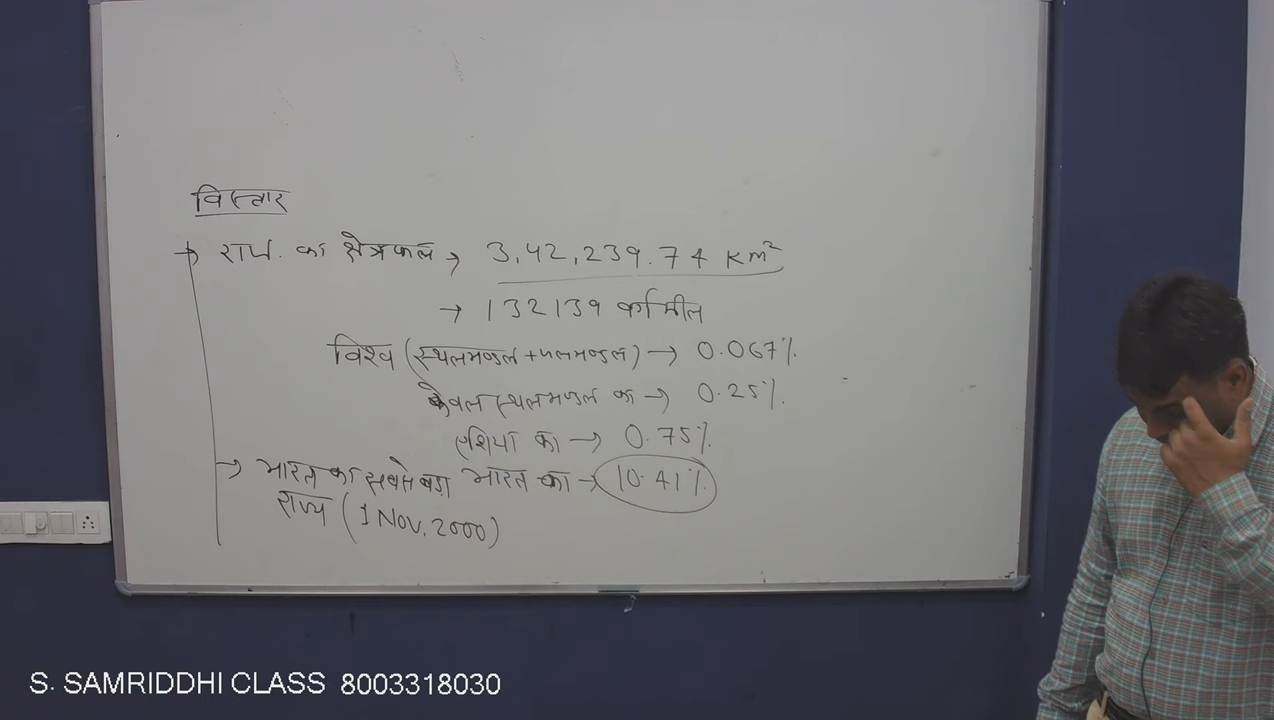 विस्तार
→ राज. का क्षेत्रफल → 3,42,239.74 Km²
→ 132139 वर्गमील
विश्व (स्थलमण्डल + जलमण्डल) → 0.067%.
केवल स्थलमण्डल का → 0.25%.
एशिया का → 0.75%.
→ भारत का सबसे बड़ा भारत का → 10.41%.
राज्य (1 Nov. 2000)
S. SAMRIDDHI CLASS 8003318030